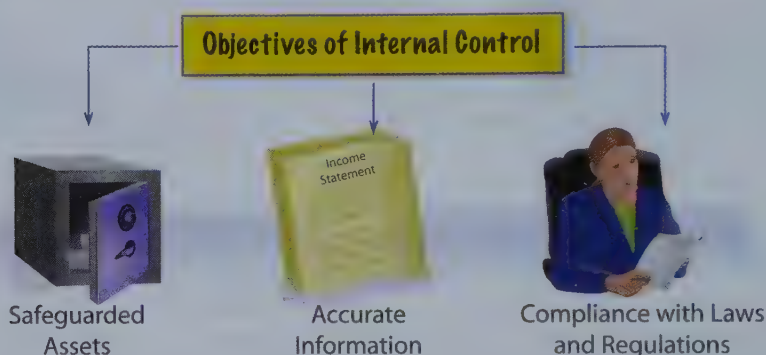 Objectives of Internal Control
Income
Statement
Safeguarded
Assets
Accurate
Information
Compliance with Laws
and Regulations